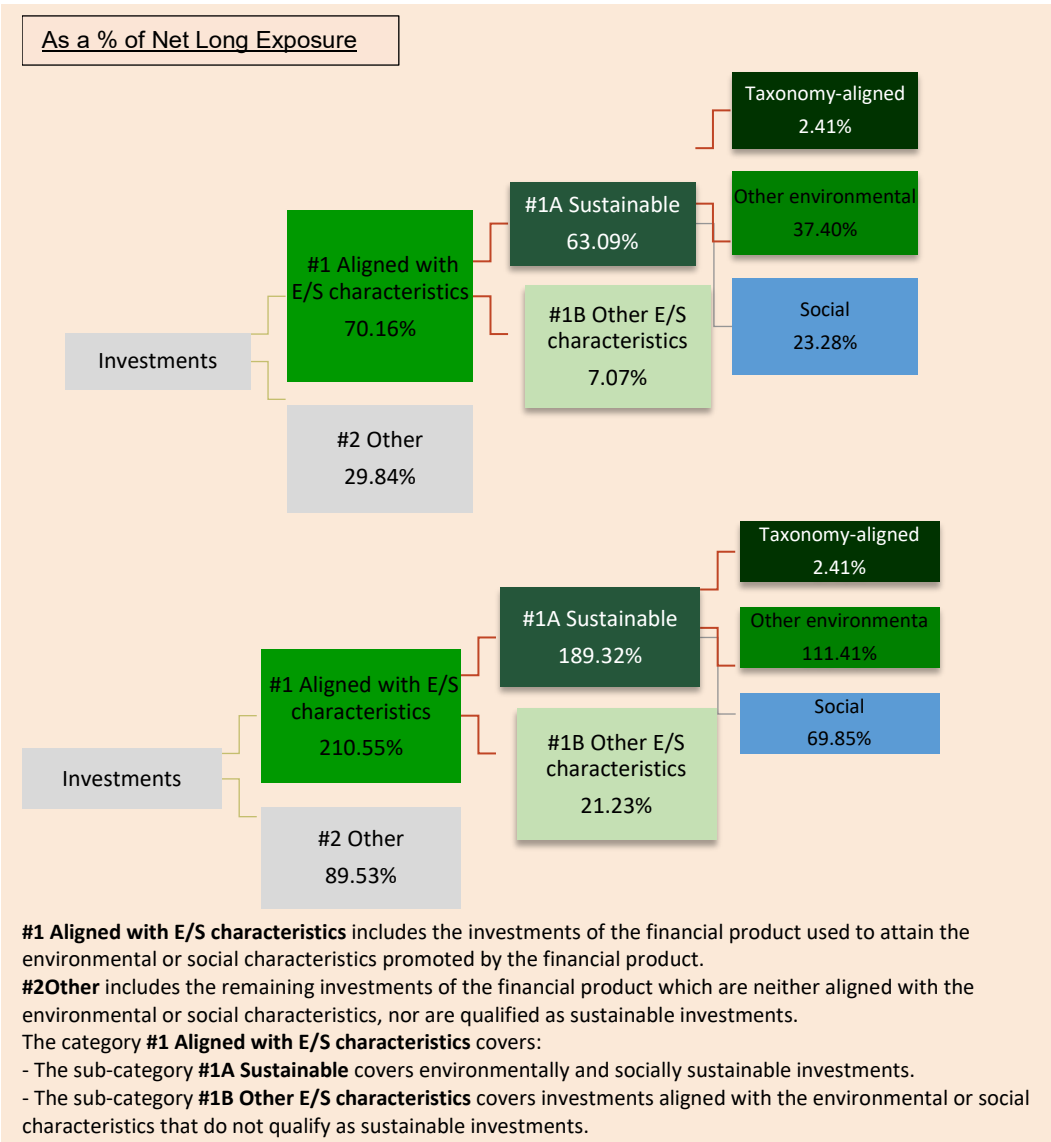 As a % of Net Long Exposure
Taxonomy-aligned
2.41%
Other environmental
37.40%
#1A Sustainable
63.09%
#1 Aligned with
E/S characteristics
70.16%
Social
23.28%
#1B Other E/S
characteristics
7.07%
Investments
#2 Other
29.84%
Taxonomy-aligned
2.41%
#1A Sustainable
189.32%
Other environmenta
111.41%
#1 Aligned with E/S
characteristics
210.55%
Social
69.85%
#1B Other E/S
characteristics
21.23%
Investments
#2 Other
89.53%
#1 Aligned with E/S characteristics includes the investments of the financial product used to attain the
environmental or social characteristics promoted by the financial product.
#2Other includes the remaining investments of the financial product which are neither aligned with the
environmental or social characteristics, nor are qualified as sustainable investments.
The category #1 Aligned with E/S characteristics covers:
- The sub-category #1A Sustainable covers environmentally and socially sustainable investments.
- The sub-category #1B Other E/S characteristics covers investments aligned with the environmental or social
characteristics that do not qualify as sustainable investments.